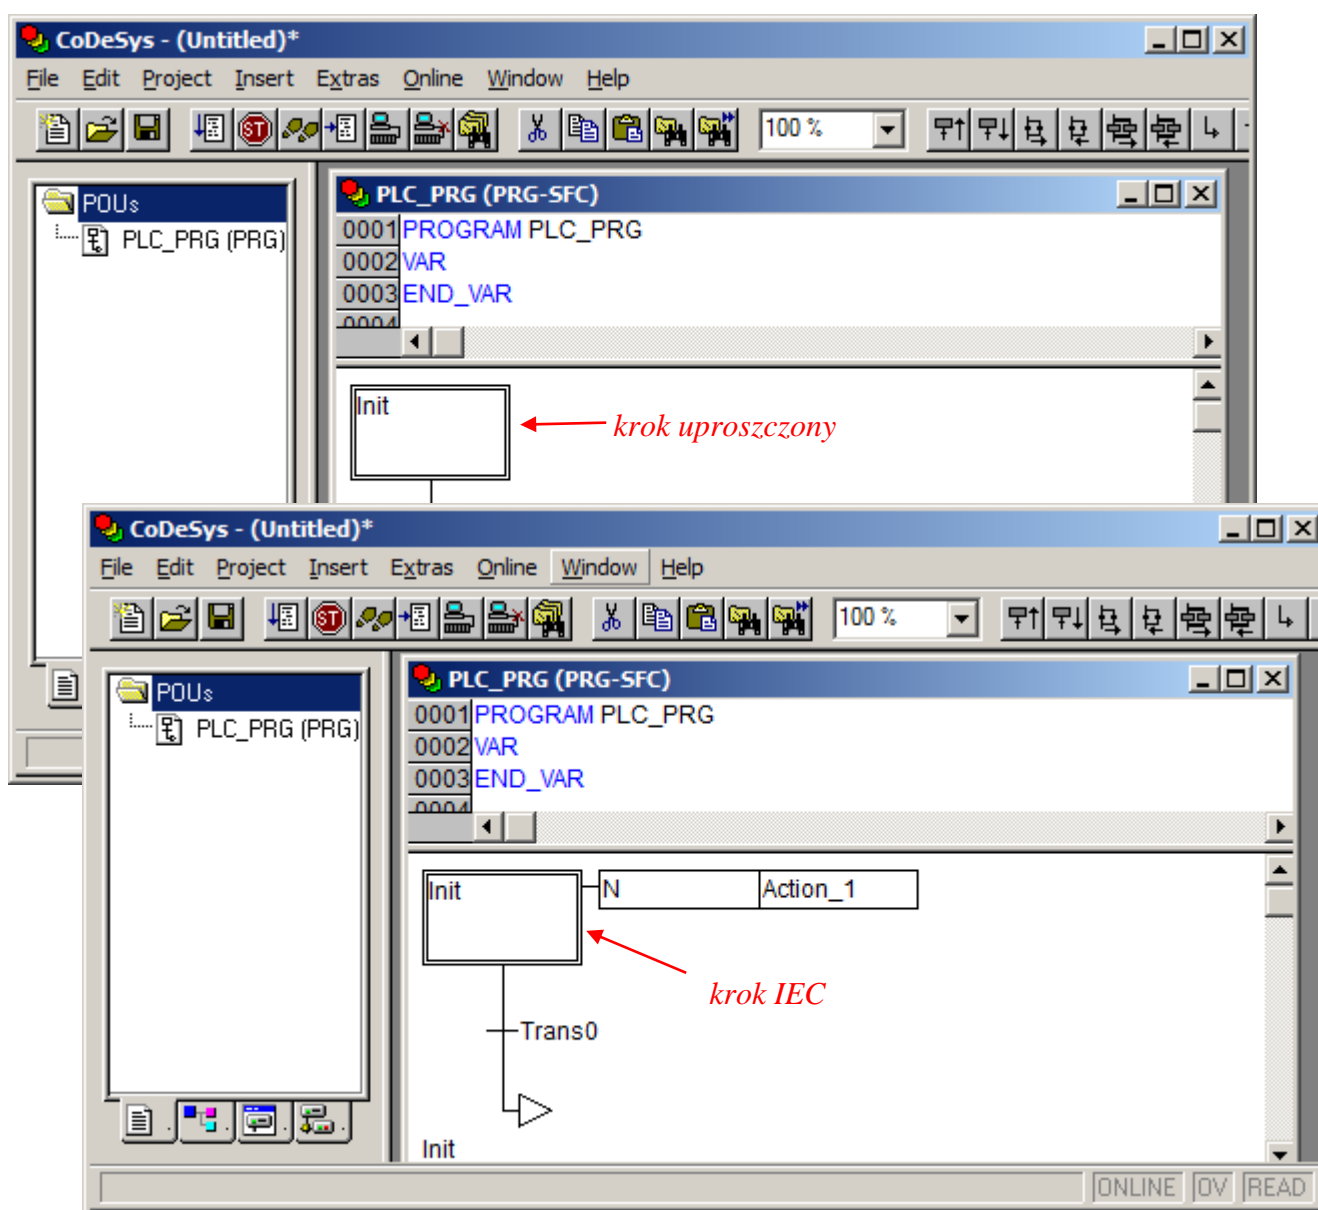 CoDeSys - (Untitled)*
File Edit Project Insert Extras Online Window Help
100 %
POUs
PLC_PRG (PRG)
PLC_PRG (PRG-SFC)
0001 PROGRAM PLC_PRG
0002 VAR
0003 END_VAR
0004
Init
krok uproszczony
CoDeSys - (Untitled)*
File Edit Project Insert Extras Online Window Help
100 %
POUs
PLC_PRG (PRG)
PLC_PRG (PRG-SFC)
0001 PROGRAM PLC_PRG
0002 VAR
0003 END_VAR
0004
Init N Action_1
krok IEC
Trans0
Init
ONLINE OV READ